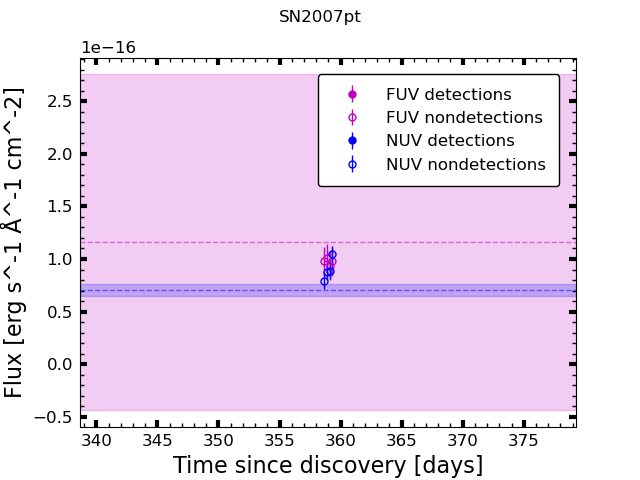 SN2007pt
1e−16
FUV detections
FUV nondetections
NUV detections
NUV nondetections
2.5
2.0
1.5
1.0
0.5
0.0
−0.5
Flux [erg s^-1 Å^-1 cm^-2]
340 345 350 355 360 365 370 375
Time since discovery [days]